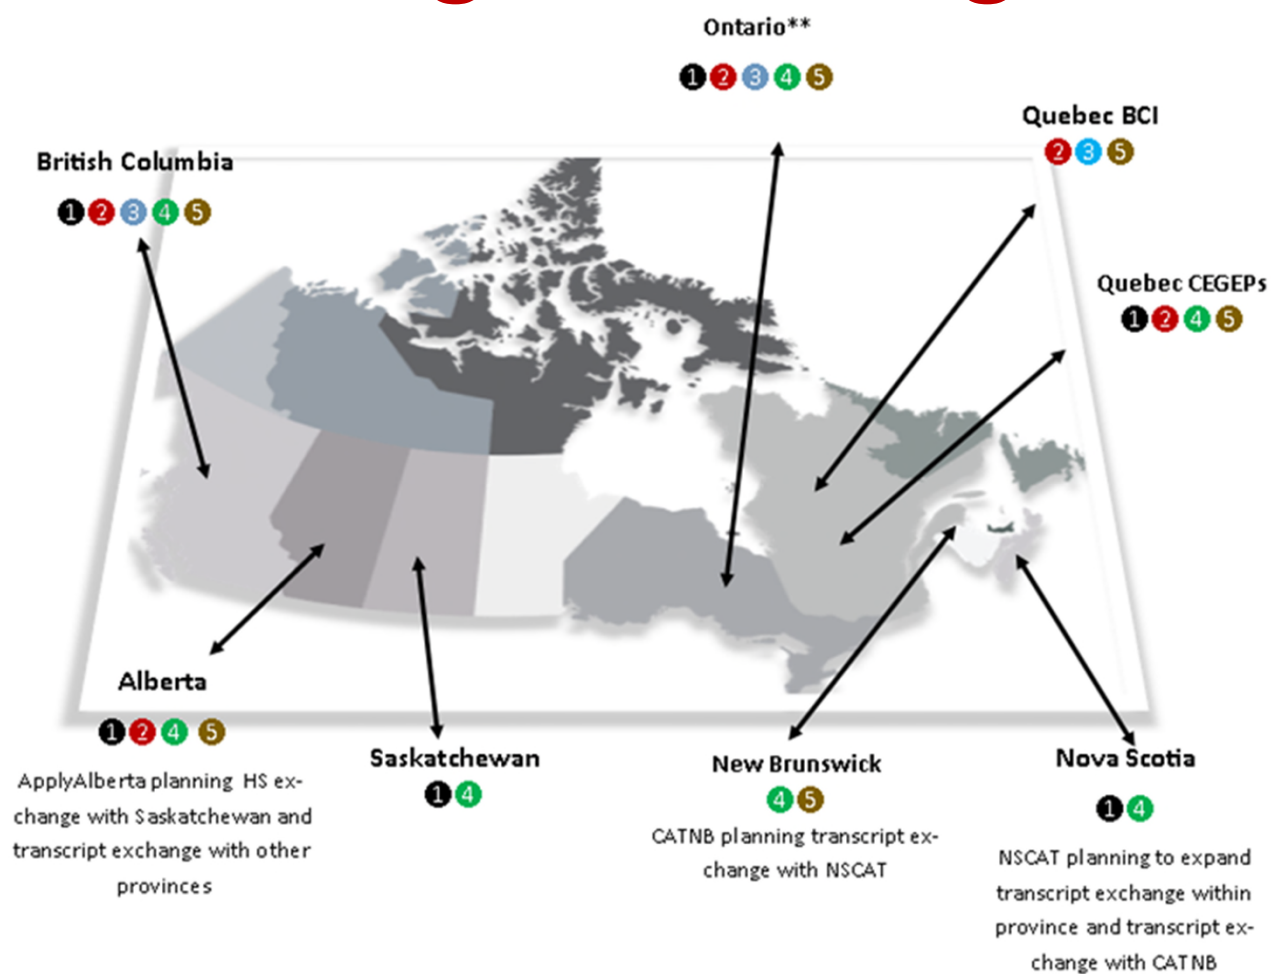 Ontario**
1 2 3 4 5
Quebec BCI
2 3 5
British Columbia
1 2 3 4 5
Quebec CEGEPs
1 2 4 5
Alberta
1 2 4 5
ApplyAlberta planning HS ex-
change with Saskatchewan and
transcript exchange with other
provinces
Saskatchewan
1 4
New Brunswick
4 5
CATNB planning transcript ex-
change with NSCAT
Nova Scotia
1 4
NSCAT planning to expand
transcript exchange within
province and transcript ex-
change with CATNB